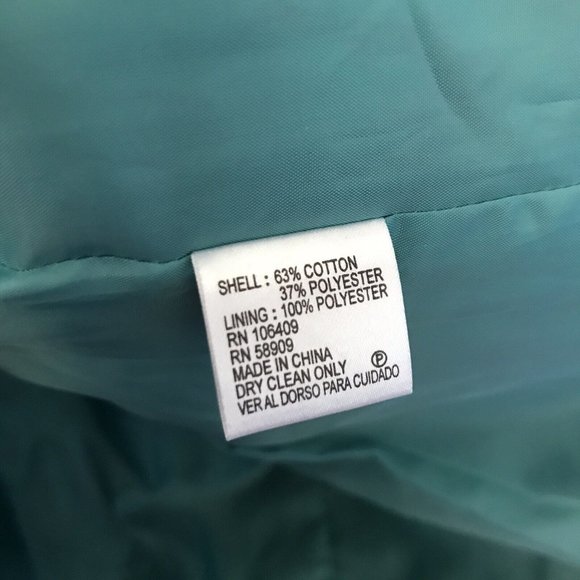 SHELL : 63% COTTON
37% POLYESTER
LINING : 100% POLYESTER
RN 106409
RN 58909
MADE IN CHINA
DRY CLEAN ONLY Ⓟ
VER AL DORSO PARA CUIDADO